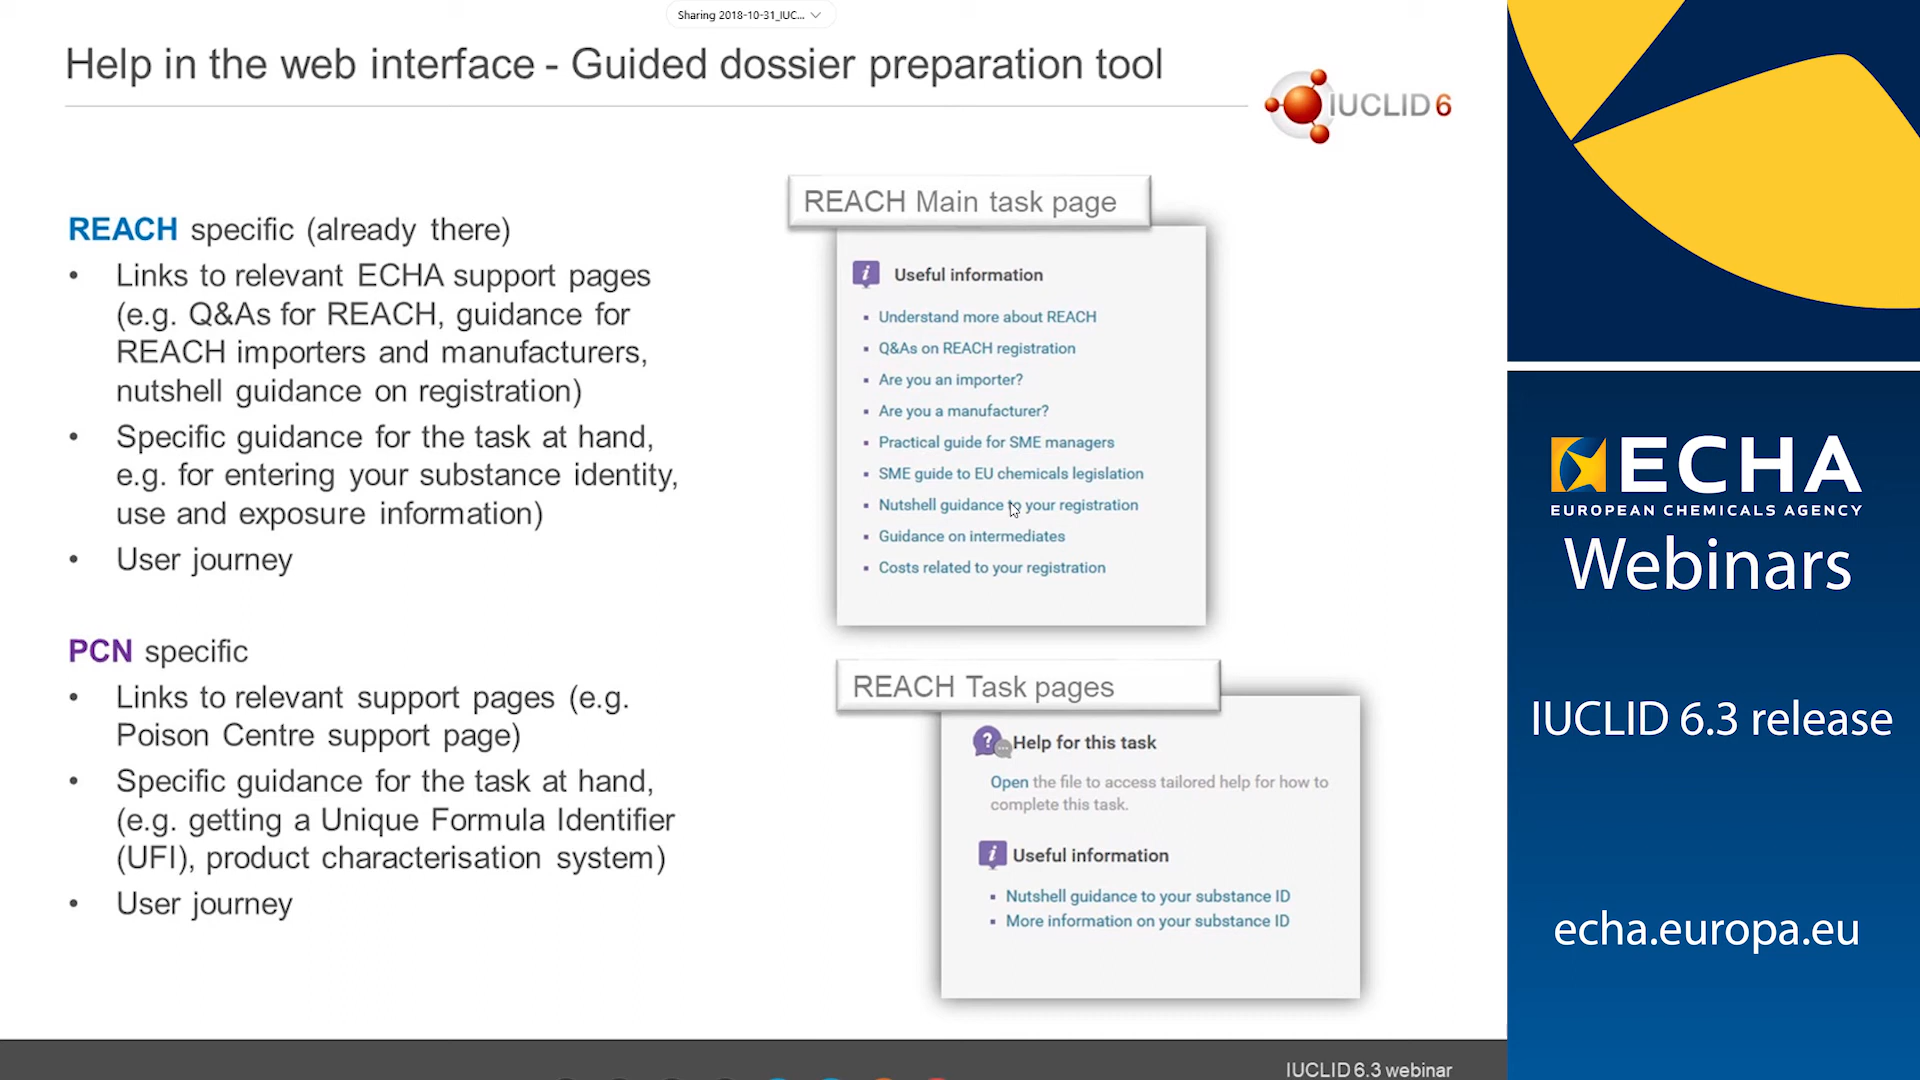 Sharing 2018-10-31_IUC...
Help in the web interface - Guided dossier preparation tool
IUCLID 6
REACH specific (already there)
• Links to relevant ECHA support pages
(e.g. Q&As for REACH, guidance for
REACH importers and manufacturers,
nutshell guidance on registration)
• Specific guidance for the task at hand,
e.g. for entering your substance identity,
use and exposure information)
• User journey
PCN specific
• Links to relevant support pages (e.g.
Poison Centre support page)
• Specific guidance for the task at hand,
(e.g. getting a Unique Formula Identifier
(UFI), product characterisation system)
• User journey
REACH Main task page
Useful information
Understand more about REACH
Q&As on REACH registration
Are you an importer?
Are you a manufacturer?
Practical guide for SME managers
SME guide to EU chemicals legislation
Nutshell guidance to your registration
Guidance on intermediates
Costs related to your registration
REACH Task pages
Help for this task
Open the file to access tailored help for how to
complete this task.
Useful information
Nutshell guidance to your substance ID
More information on your substance ID
IUCLID 6.3 webinar
ECHA
EUROPEAN CHEMICALS AGENCY
Webinars
IUCLID 6.3 release
echa.europa.eu